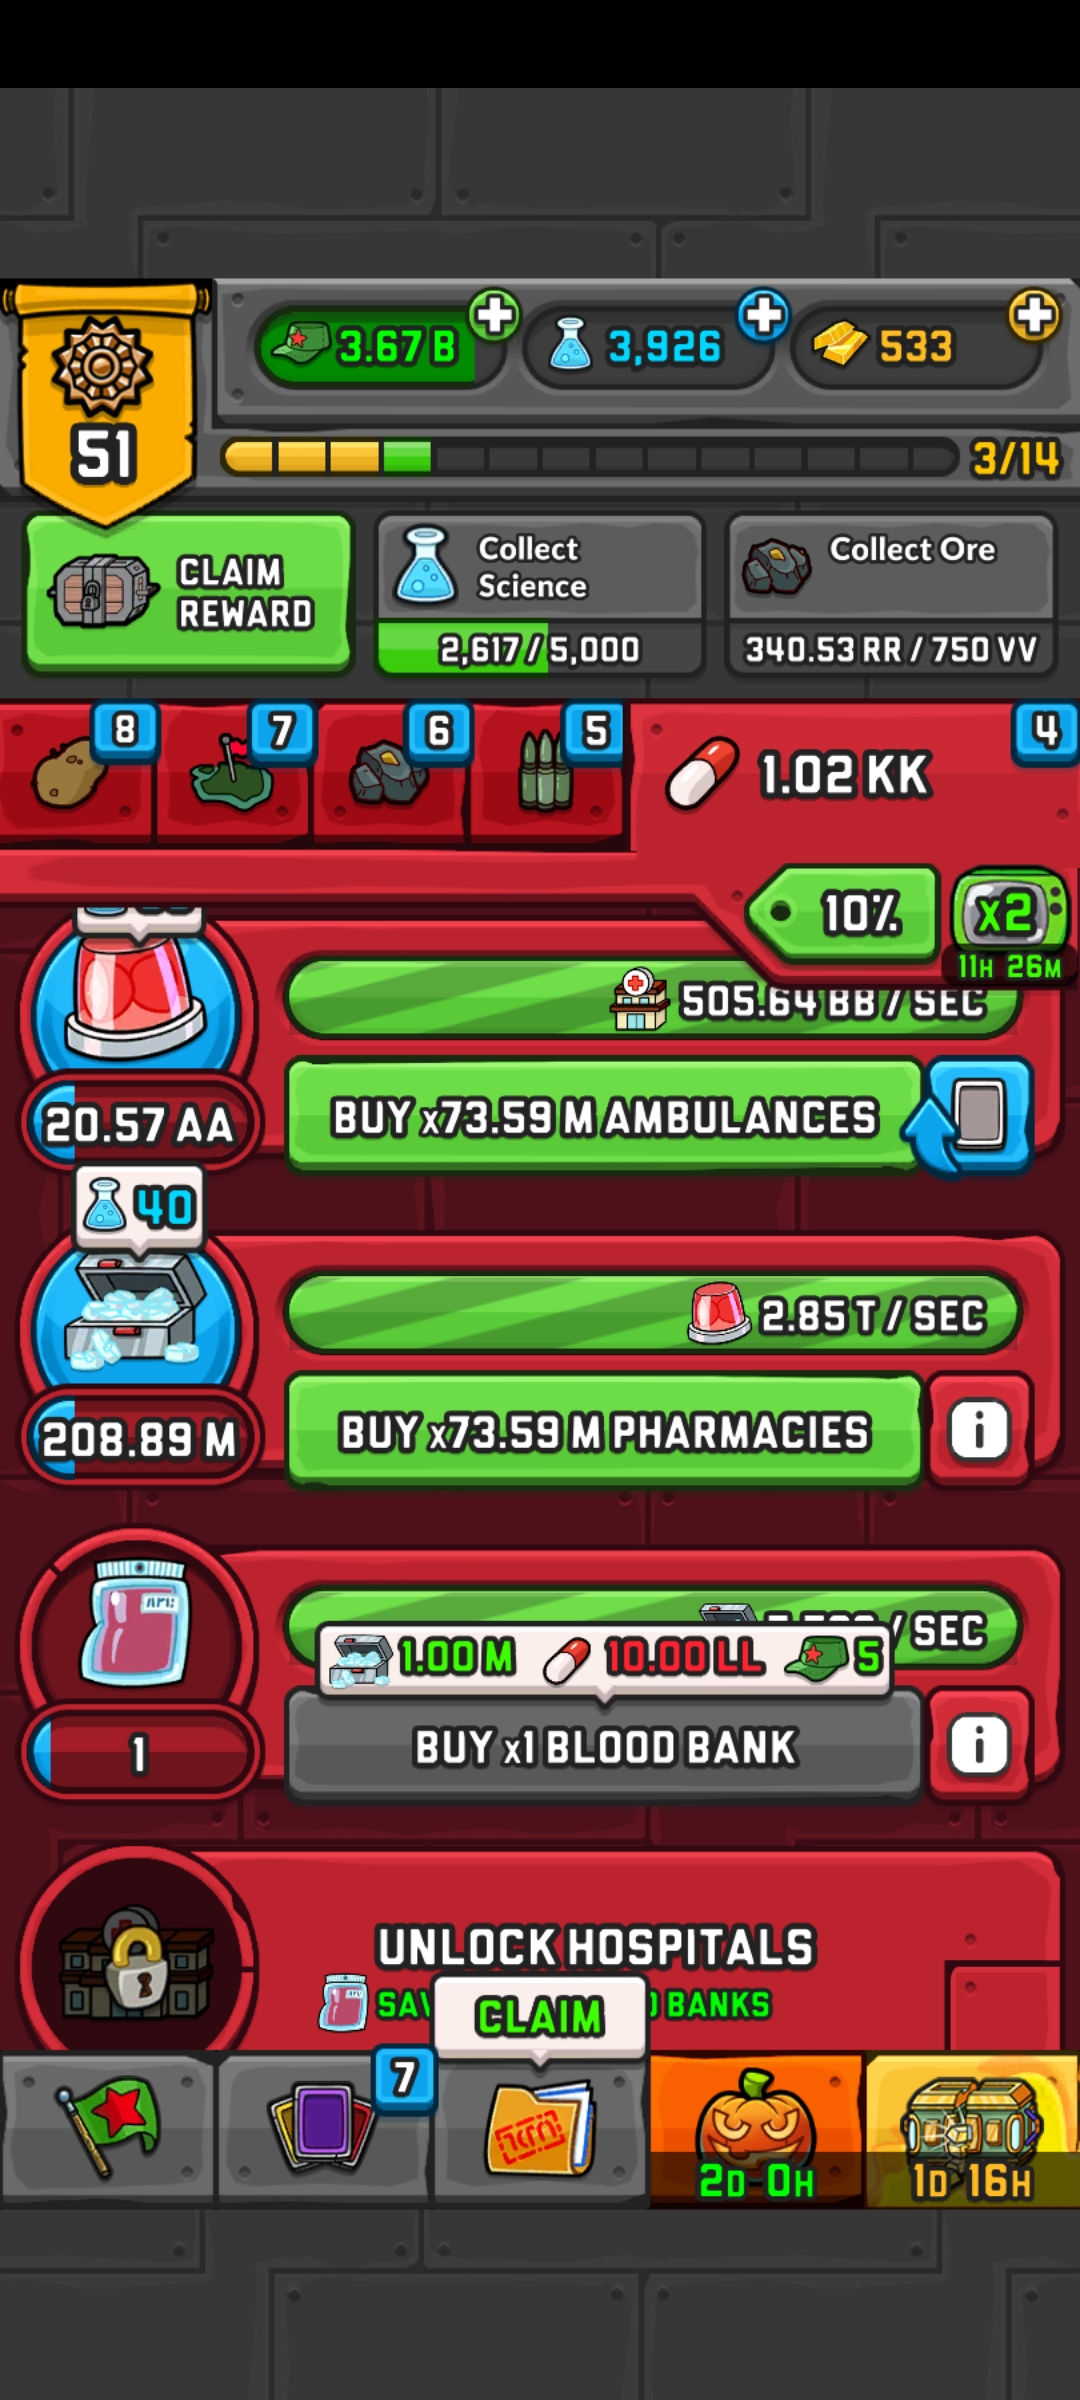 3.67 B
3,926
533
51
3/14
CLAIM
REWARD
Collect
Science
2,617 / 5,000
Collect Ore
340.53 RR / 750 VV
8
7
6
5
4
1.02 KK
10%
x2
11H 26M
505.64 BB / SEC
20.57 AA
BUY x73.59 M AMBULANCES
40
2.85 T / SEC
208.89 M
BUY x73.59 M PHARMACIES
/ SEC
1.00 M
10.00 LL
5
1
BUY x1 BLOOD BANK
UNLOCK HOSPITALS
BANKS
CLAIM
7
2D 0H
1D 16H